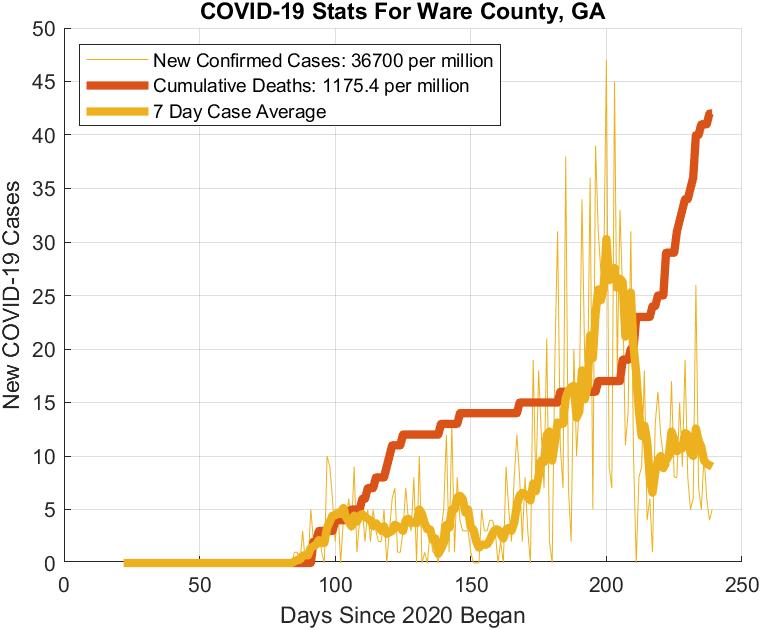 COVID-19 Stats For Ware County, GA
New Confirmed Cases: 36700 per million
Cumulative Deaths: 1175.4 per million
7 Day Case Average
New COVID-19 Cases
50
45
40
35
30
25
20
15
10
5
0
0 50 100 150 200 250
Days Since 2020 Began